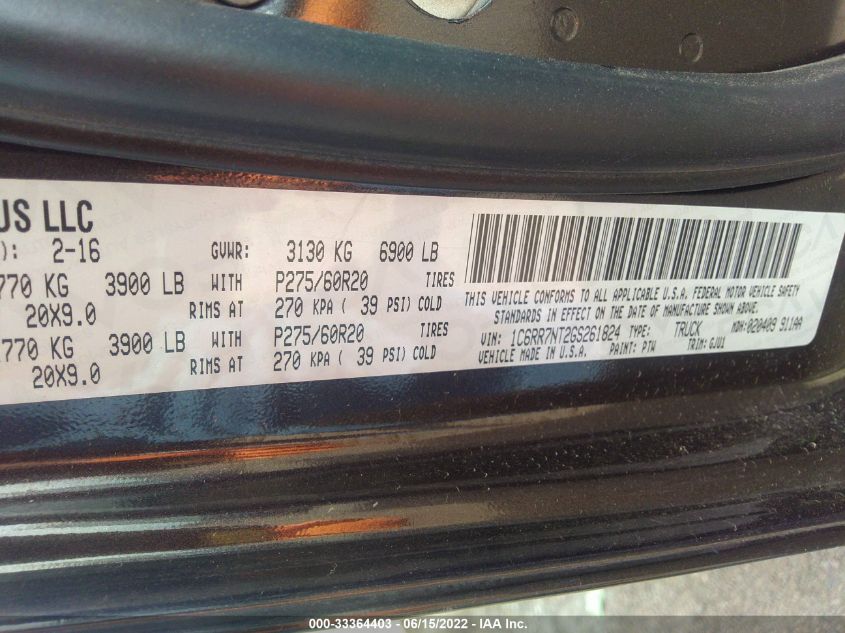 US LLC
): 2-16 GVWR: 3130 KG 6900 LB
770 KG 3900 LB WITH P275/60R20 TIRES
20X9.0 RIMS AT 270 KPA ( 39 PSI) COLD
770 KG 3900 LB WITH P275/60R20 TIRES
20X9.0 RIMS AT 270 KPA ( 39 PSI) COLD
THIS VEHICLE CONFORMS TO ALL APPLICABLE U.S.A. FEDERAL MOTOR VEHICLE SAFETY
STANDARDS IN EFFECT ON THE DATE OF MANUFACTURE SHOWN ABOVE.
VIN: 1C6RR7NT2GS261824 TYPE: TRUCK MDH: 020409 911AA
VEHICLE MADE IN U.S.A. PAINT: PTW TRIM: GJU1
000-33364403 - 06/15/2022 - IAA Inc.